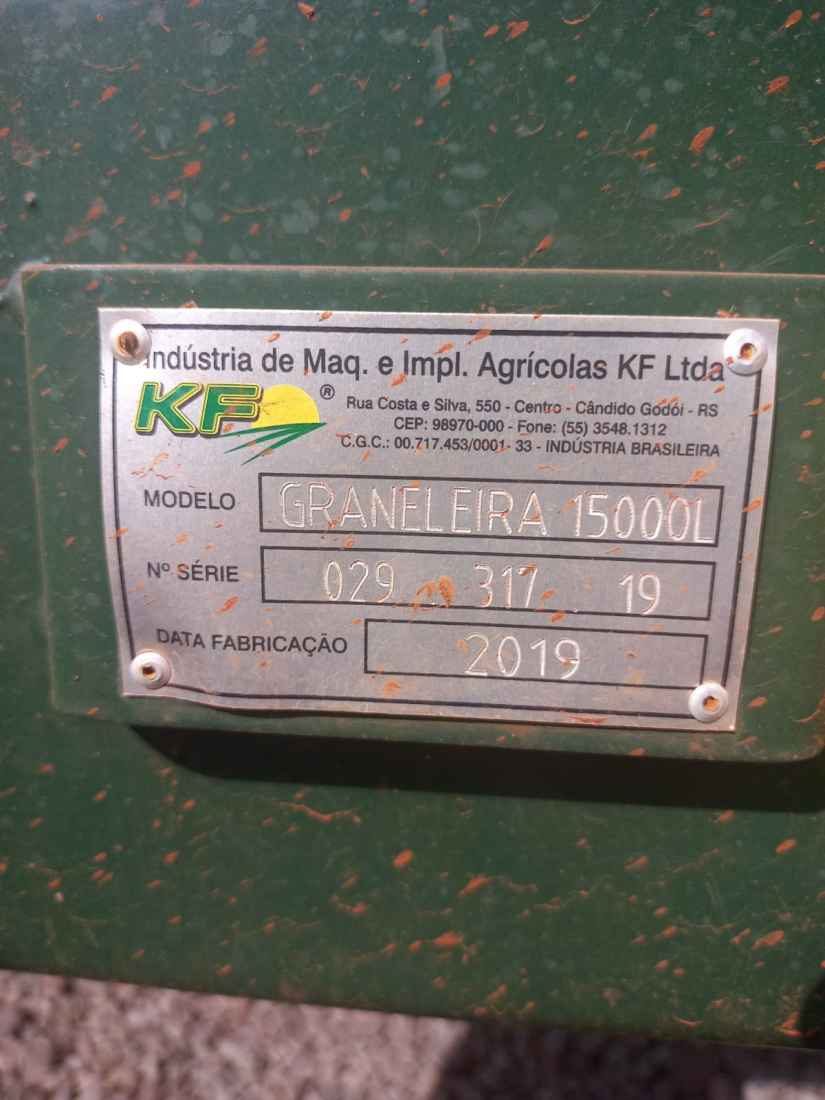 Indústria de Maq. e Impl. Agrícolas KF Ltda
KF ®
Rua Costa e Silva, 550 - Centro - Cândido Godói - RS
CEP: 98970-000 - Fone: (55) 3548.1312
C.G.C.: 00.717.453/0001- 33 - INDÚSTRIA BRASILEIRA
MODELO GRANELEIRA 15000L
Nº SÉRIE 029 317 19
DATA FABRICAÇÃO 2019